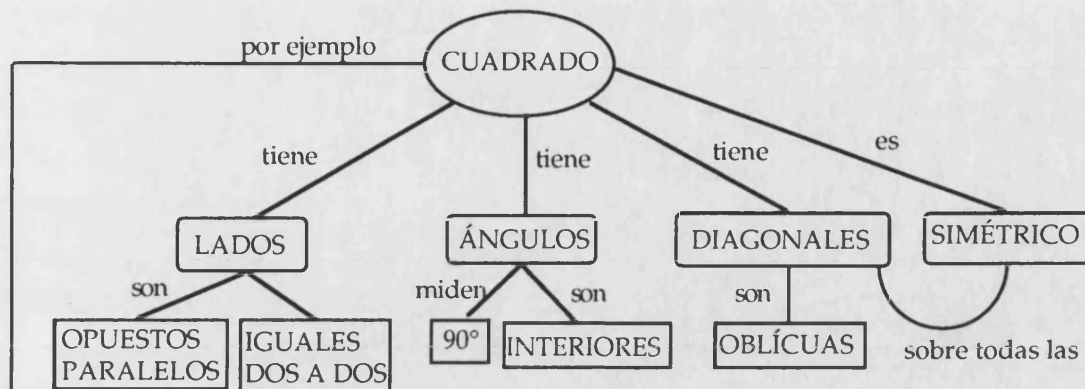 por ejemplo
CUADRADO
tiene
tiene
tiene
es
LADOS
ÁNGULOS
DIAGONALES
SIMÉTRICO
son
miden
son
son
OPUESTOS
PARALELOS
IGUALES
DOS A DOS
90°
INTERIORES
OBLÍCUAS
sobre todas las